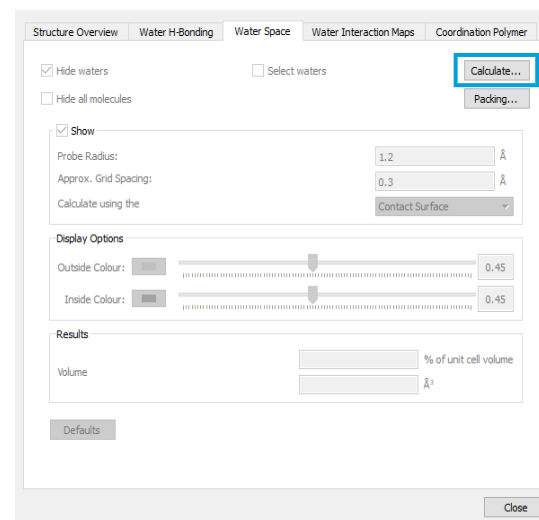 Structure Overview Water H-Bonding Water Space Water Interaction Maps Coordination Polymer
Hide waters Select waters Calculate...
Hide all molecules Packing...
Show
Probe Radius: 1.2 Å
Approx. Grid Spacing: 0.3 Å
Calculate using the Contact Surface
Display Options
Outside Colour: 0.45
Inside Colour: 0.45
Results
% of unit cell volume
Volume
Å³
Defaults
Close